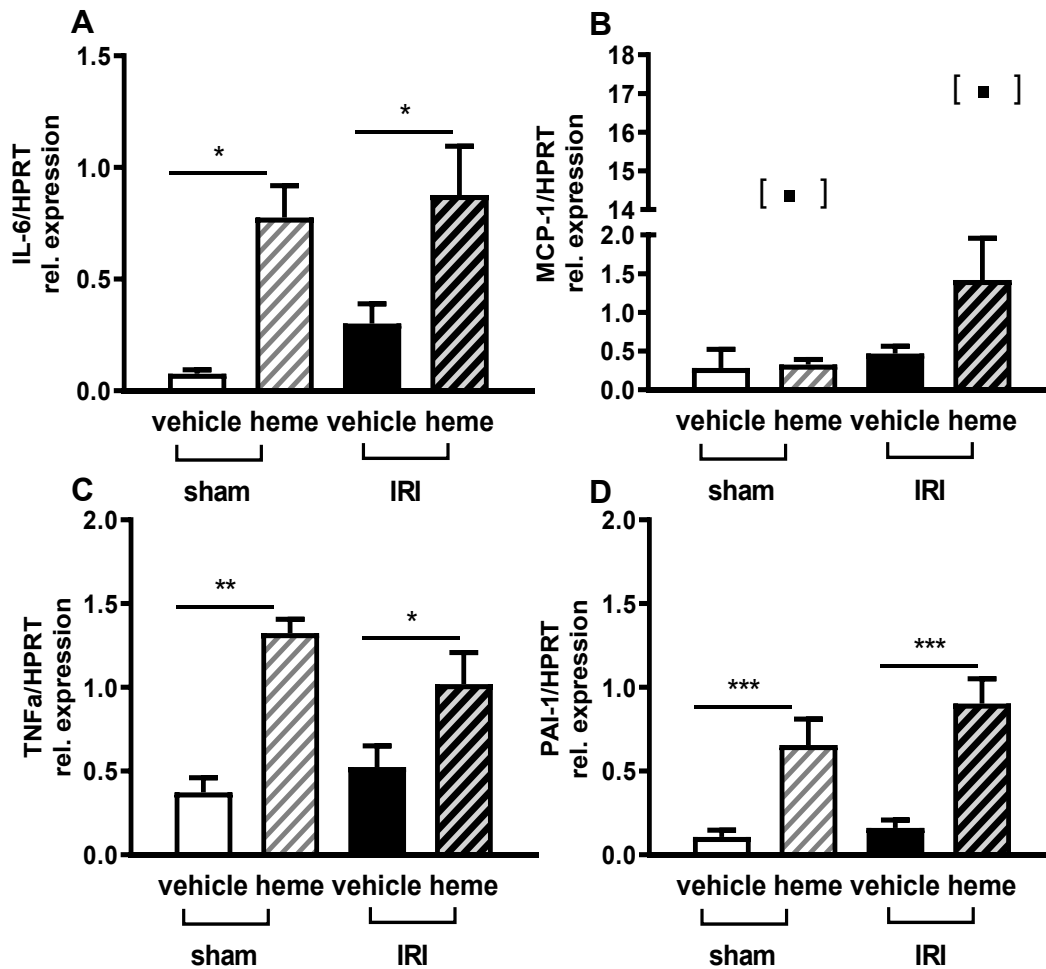 A
IL-6/HPRT
rel. expression
1.5
1.0
0.5
0.0
*
*
vehicle heme vehicle heme
sham IRI
B
MCP-1/HPRT
rel. expression
18
17
16
15
14
2.0
1.5
1.0
0.5
0.0
[ ]
[ ]
vehicle heme vehicle heme
sham IRI
C
TNFa/HPRT
rel. expression
2.0
1.5
1.0
0.5
0.0
**
*
vehicle heme vehicle heme
sham IRI
D
PAI-1/HPRT
rel. expression
2.0
1.5
1.0
0.5
0.0
***
***
vehicle heme vehicle heme
sham IRI